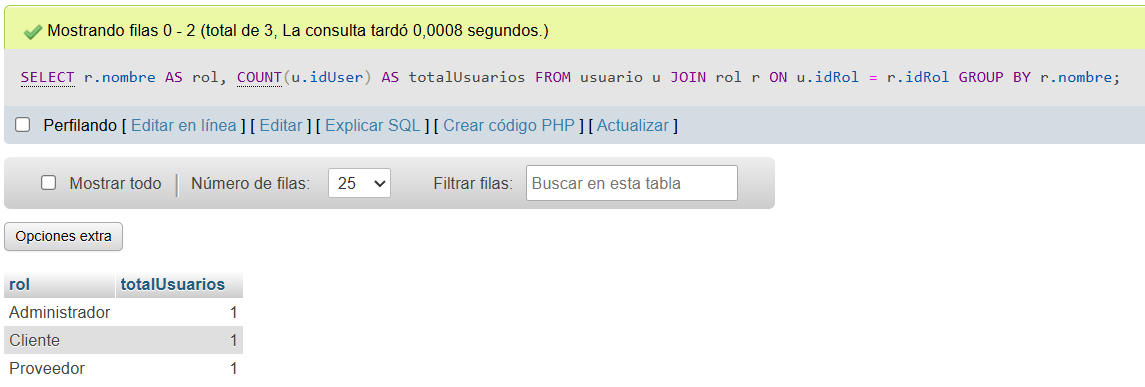 Mostrando filas 0 - 2 (total de 3, La consulta tardó 0,0008 segundos.)
SELECT r.nombre AS rol, COUNT(u.idUser) AS totalUsuarios FROM usuario u JOIN rol r ON u.idRol = r.idRol GROUP BY r.nombre;
Perfilando [ Editar en línea ] [ Editar ] [ Explicar SQL ] [ Crear código PHP ] [ Actualizar ]
Mostrar todo | Número de filas: 25 Filtrar filas: Buscar en esta tabla
Opciones extra
rol totalUsuarios
Administrador 1
Cliente 1
Proveedor 1